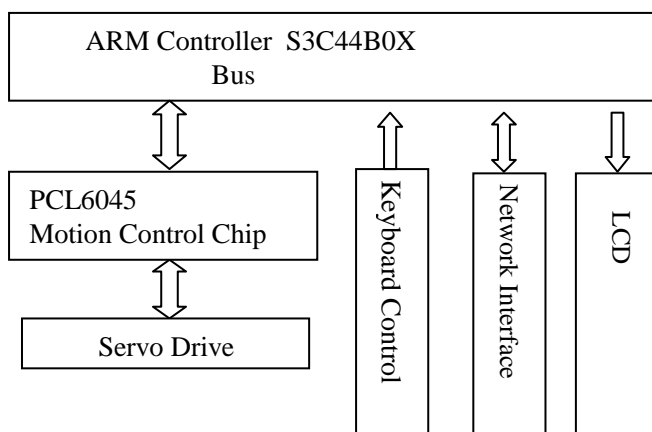 ARM Controller S3C44B0X
Bus
PCL6045
Motion Control Chip
Servo Drive
Keyboard Control
Network Interface
LCD